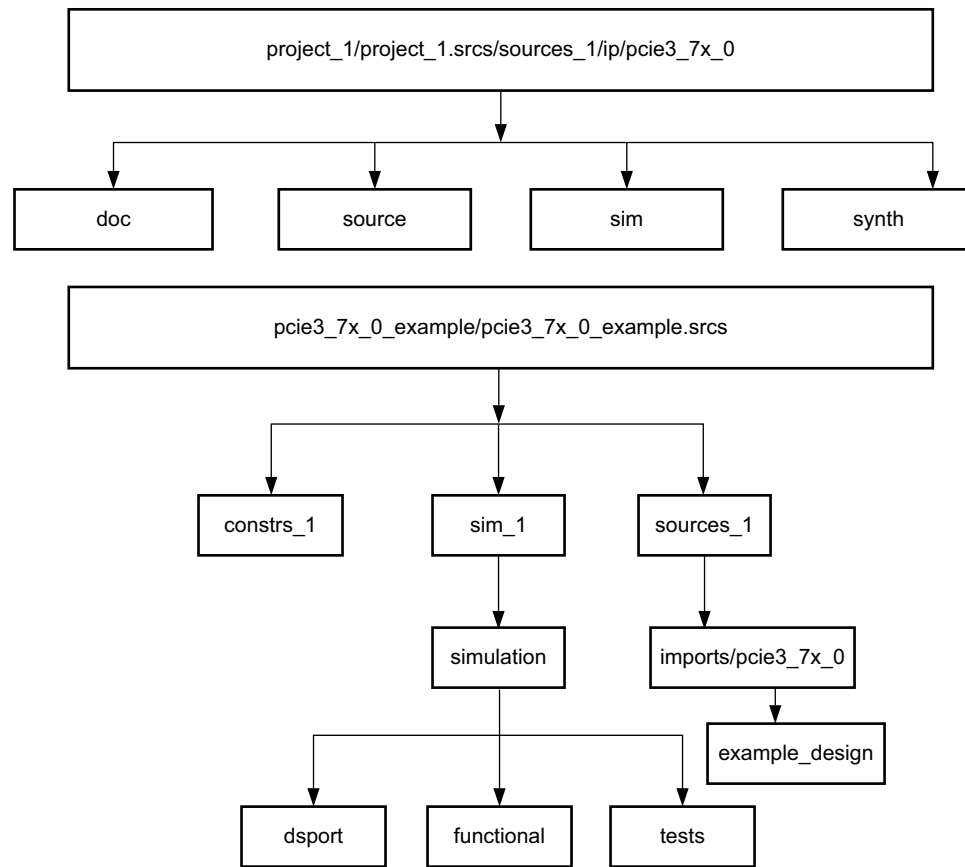 project_1/project_1.srcs/sources_1/ip/pcie3_7x_0
doc
source
sim
synth
pcie3_7x_0_example/pcie3_7x_0_example.srcs
constrs_1
sim_1
sources_1
simulation
imports/pcie3_7x_0
example_design
dsport
functional
tests